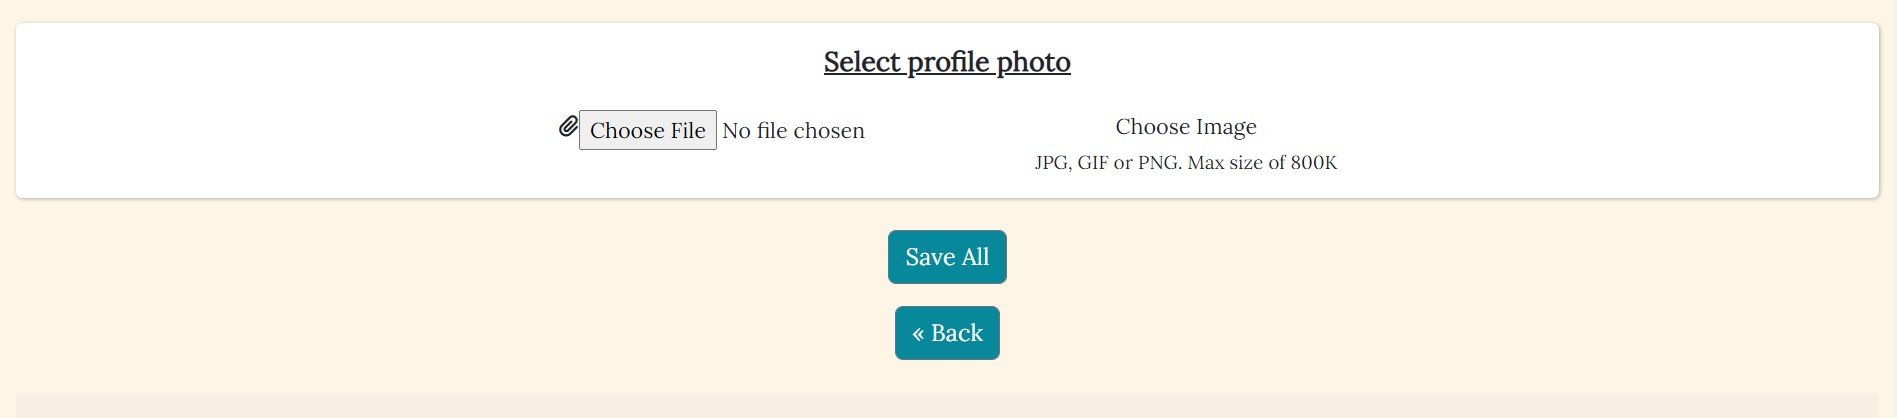 Select profile photo
Choose File No file chosen
Choose Image
JPG, GIF or PNG. Max size of 800K
Save All
« Back